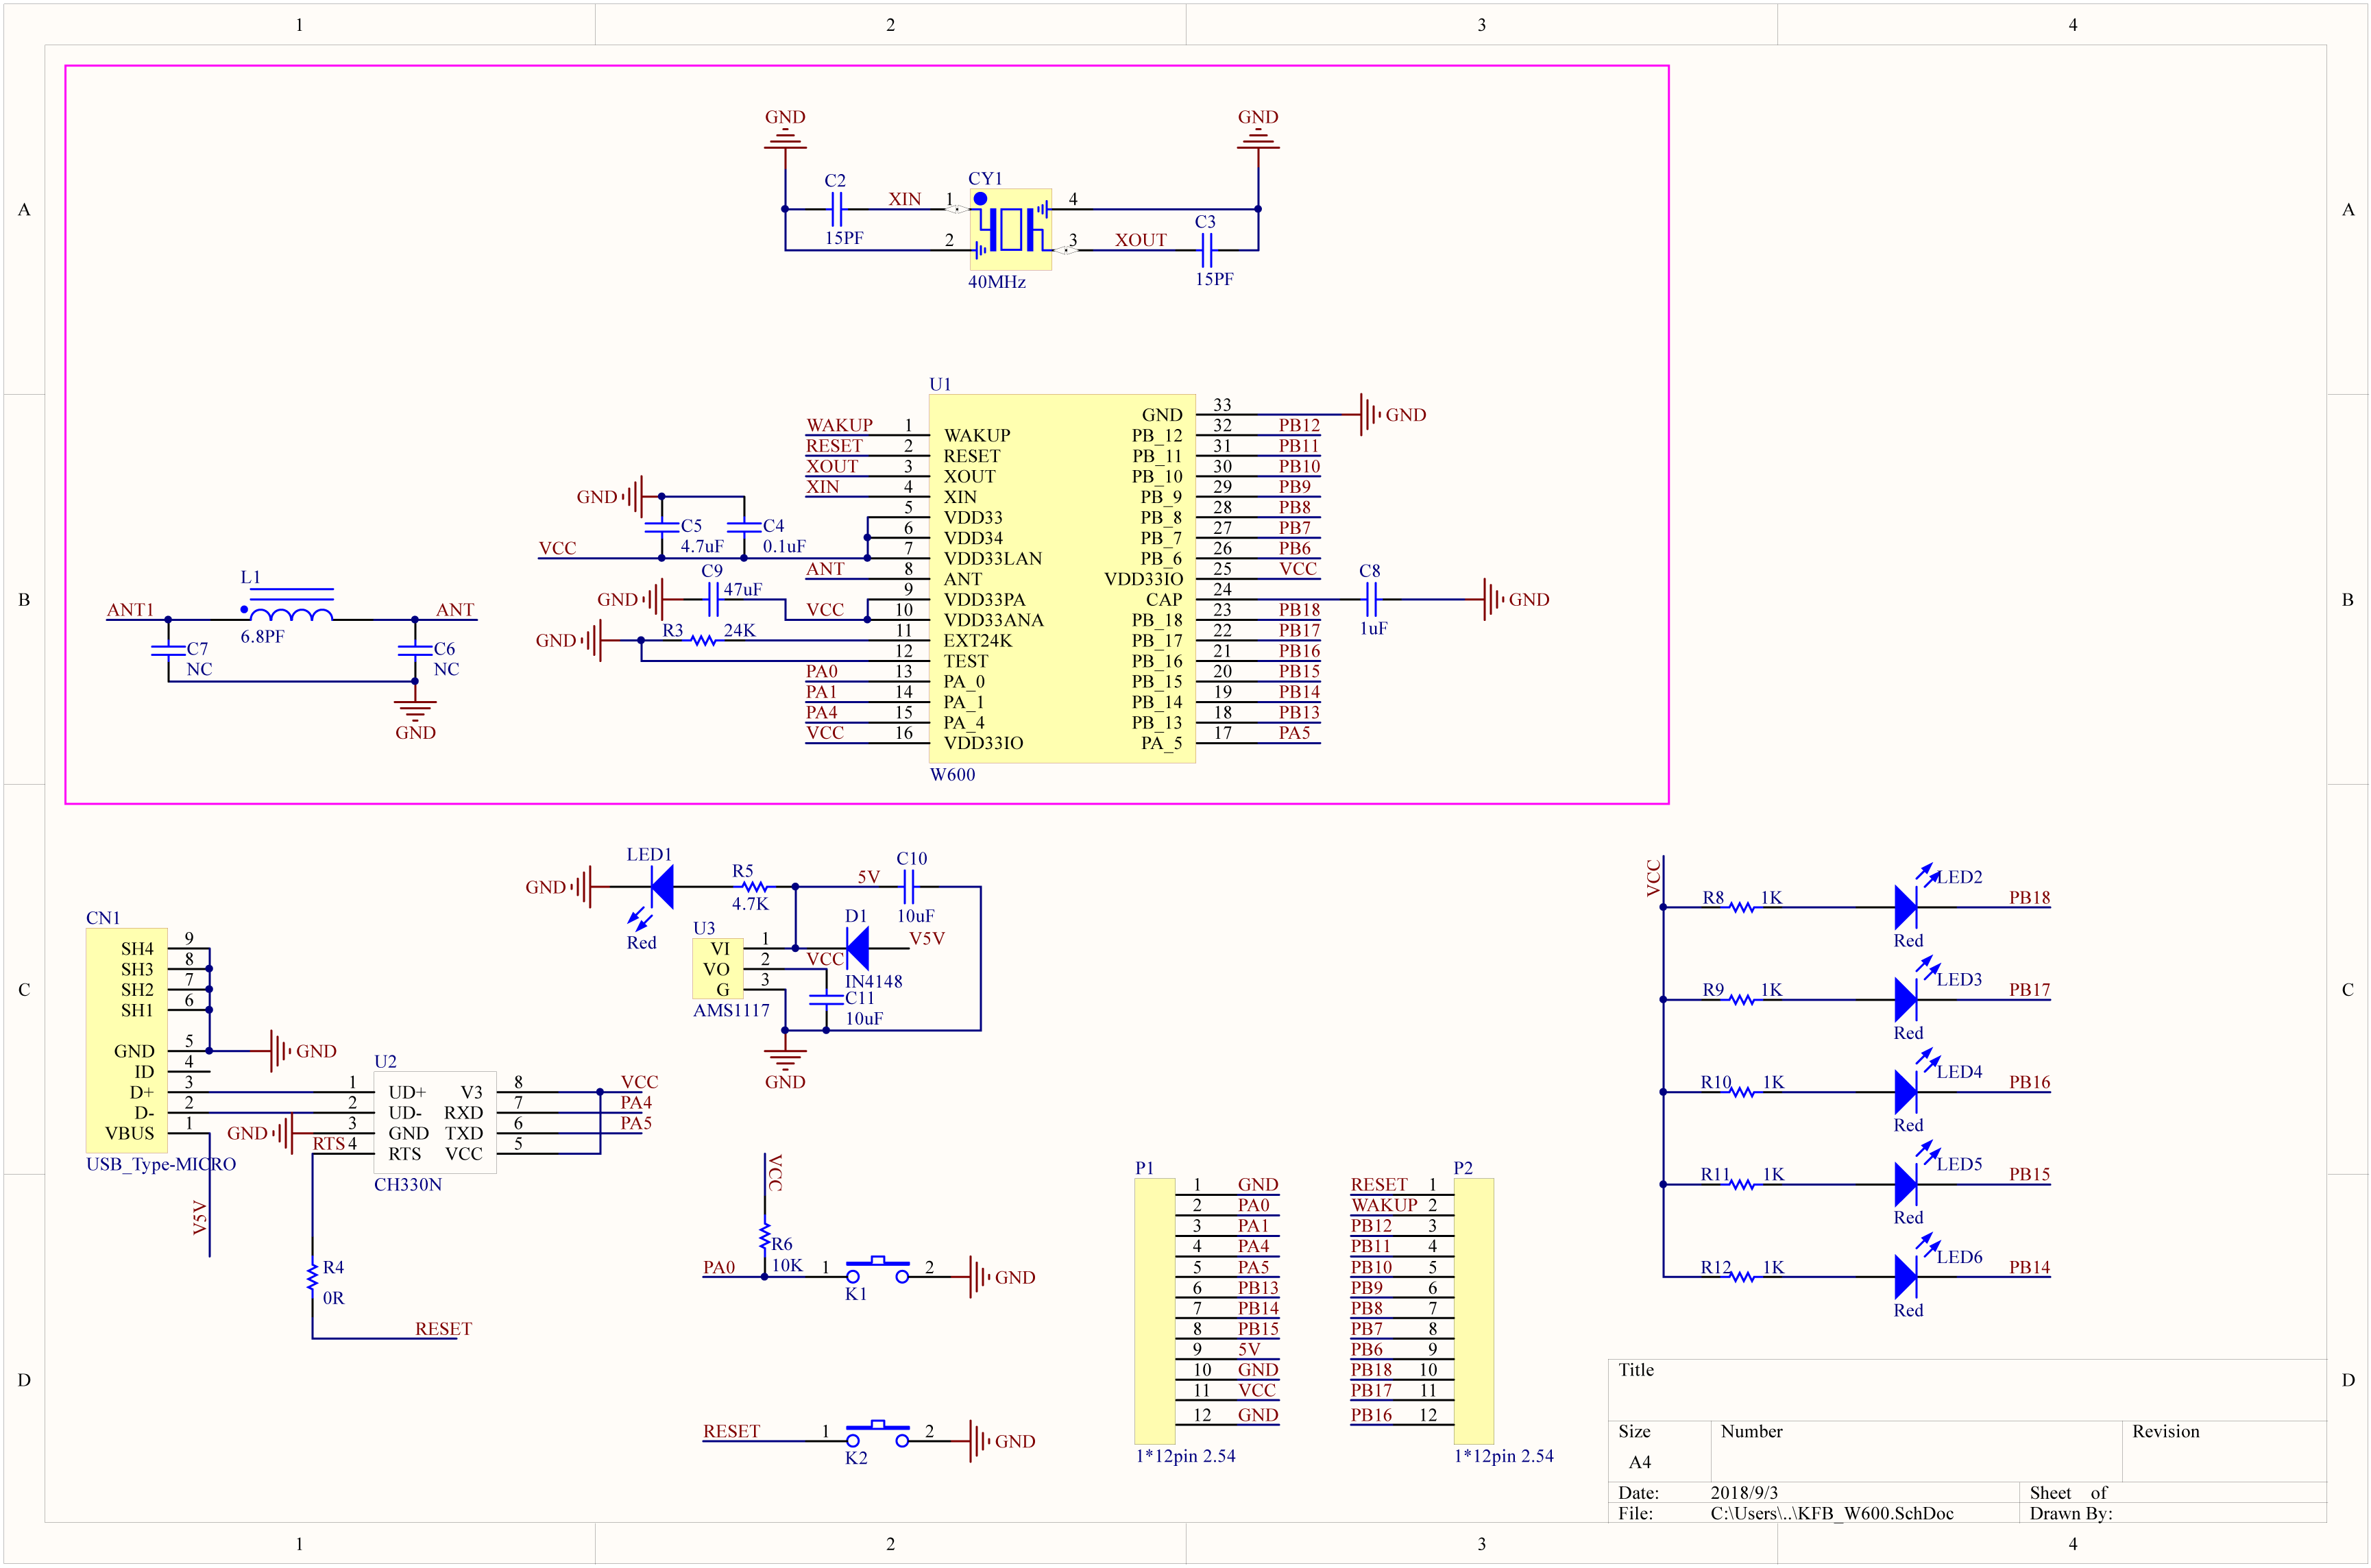 1 2 3 4
A A
GND GND
C2 XIN 1 CY1 4
15PF 2 3 XOUT C3
40MHz 15PF
B B
U1
WAKUP 1 WAKUP GND 33 GND
RESET 2 RESET PB_12 32 PB12
XOUT 3 XOUT PB_11 31 PB11
XIN 4 XIN PB_10 30 PB10
5 VDD33 PB_9 29 PB9
6 VDD34 PB_8 28 PB8
7 VDD33LAN PB_7 27 PB7
ANT 8 ANT PB_6 26 PB6
9 VDD33PA VDD33IO 25 VCC
VCC 10 VDD33ANA CAP 24
11 EXT24K PB_18 23 PB18
12 TEST PB_17 22 PB17
PA0 13 PA_0 PB_16 21 PB16
PA1 14 PA_1 PB_15 20 PB15
PA4 15 PA_4 PB_14 19 PB14
VCC 16 VDD33IO PB_13 18 PB13
PA_5 17 PA5
W600
GND
C5 C4
VCC 4.7uF 0.1uF
GND C9 47uF
GND R3 24K
C8 GND
1uF
L1
ANT1 ANT
6.8PF
C7 C6
NC NC
GND
C C
LED1 R5 5V C10
GND 4.7K 10uF
Red
U3 D1
VI 1 V5V
VO 2 VCC
G 3 IN4148
AMS1117 C11
10uF
GND
CN1
SH4 9
SH3 8
SH2 7
SH1 6
GND 5 GND
ID 4
D+ 3
D- 2
VBUS 1
USB_Type-MICRO
V5V
U2
1 UD+ V3 8 VCC
2 UD- RXD 7 PA4
GND 3 GND TXD 6 PA5
RTS 4 RTS VCC 5
CH330N
R4
0R
RESET
VCC
R6
10K
PA0 1 2 GND
K1
RESET 1 2 GND
K2
P1
1 GND
2 PA0
3 PA1
4 PA4
5 PA5
6 PB13
7 PB14
8 PB15
9 5V
10 GND
11 VCC
12 GND
1*12pin 2.54
P2
RESET 1
WAKUP 2
PB12 3
PB11 4
PB10 5
PB9 6
PB8 7
PB7 8
PB6 9
PB18 10
PB17 11
PB16 12
1*12pin 2.54
VCC
R8 1K LED2 PB18
Red
R9 1K LED3 PB17
Red
R10 1K LED4 PB16
Red
R11 1K LED5 PB15
Red
R12 1K LED6 PB14
Red
D D
Title
Size Number Revision
A4
Date: 2018/9/3 Sheet of
File: C:\Users\..\KFB_W600.SchDoc Drawn By:
1 2 3 4